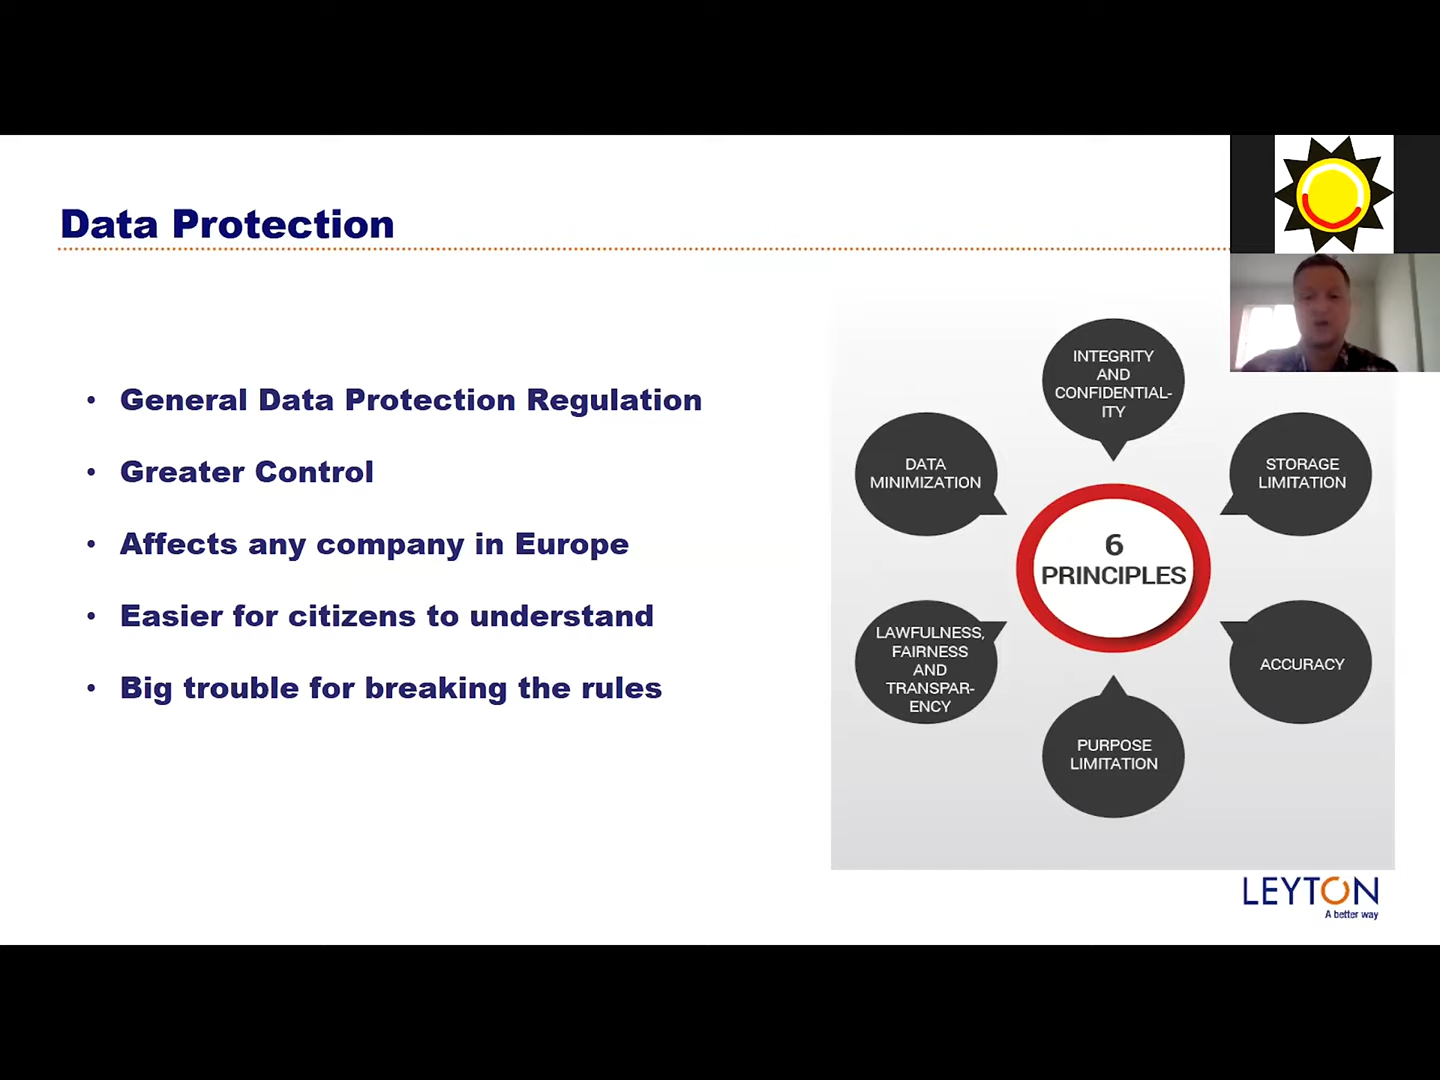 Data Protection
• General Data Protection Regulation
• Greater Control
• Affects any company in Europe
• Easier for citizens to understand
• Big trouble for breaking the rules
INTEGRITY
AND
CONFIDENTIAL-
ITY
DATA
MINIMIZATION
STORAGE
LIMITATION
6
PRINCIPLES
LAWFULNESS,
FAIRNESS
AND
TRANSPAR-
ENCY
ACCURACY
PURPOSE
LIMITATION
LEYTON
A better way